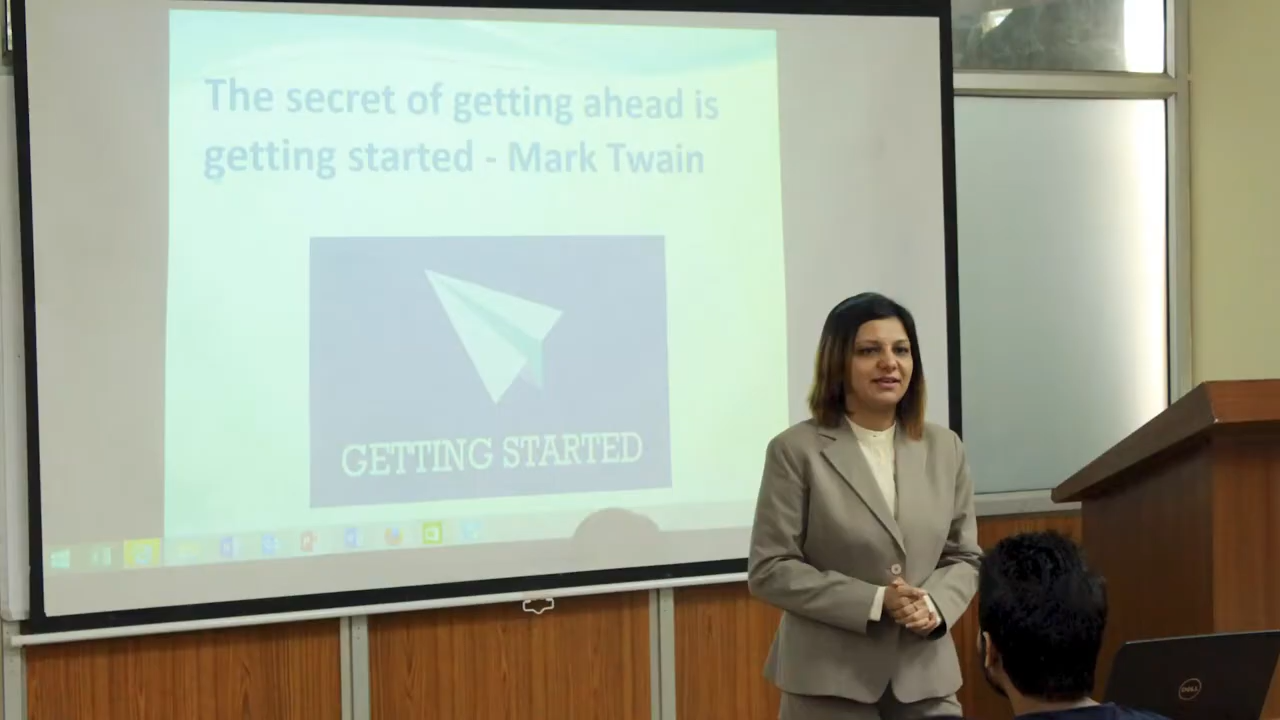 The secret of getting ahead is
getting started - Mark Twain
GETTING STARTED
DELL